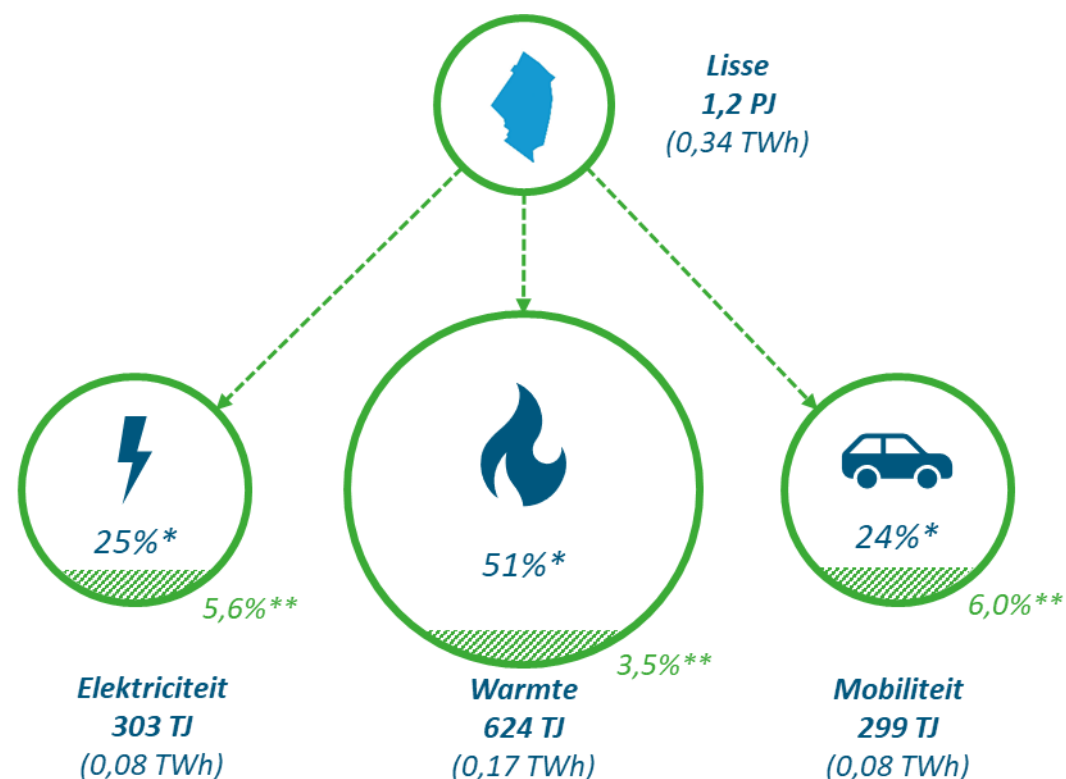 Lisse
1,2 PJ
(0,34 TWh)
25%*
5,6%**
51%*
3,5%**
24%*
6,0%**
Elektriciteit
303 TJ
(0,08 TWh)
Warmte
624 TJ
(0,17 TWh)
Mobiliteit
299 TJ
(0,08 TWh)